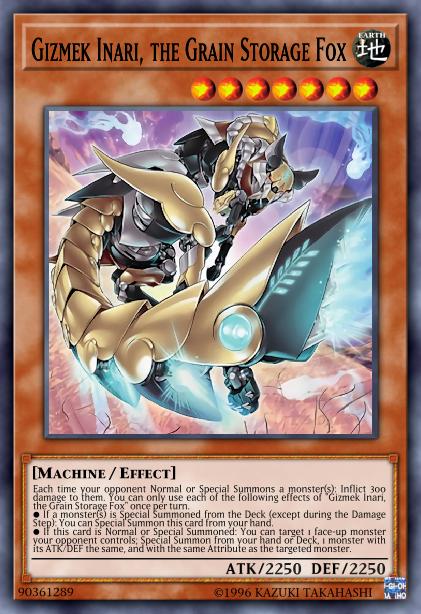 Gizmek Inari, the Grain Storage Fox
EARTH
地
[Machine / Effect]
Each time your opponent Normal or Special Summons a monster(s): Inflict 300
damage to them. You can only use each of the following effects of "Gizmek Inari,
the Grain Storage Fox" once per turn.
● If a monster(s) is Special Summoned from the Deck (except during the Damage
Step): You can Special Summon this card from your hand.
● If this card is Normal or Special Summoned: You can target 1 face-up monster
your opponent controls; Special Summon from your hand or Deck, 1 monster with
its ATK/DEF the same, and with the same Attribute as the targeted monster.
ATK/2250 DEF/2250
90361289
©1996 KAZUKI TAKAHASHI